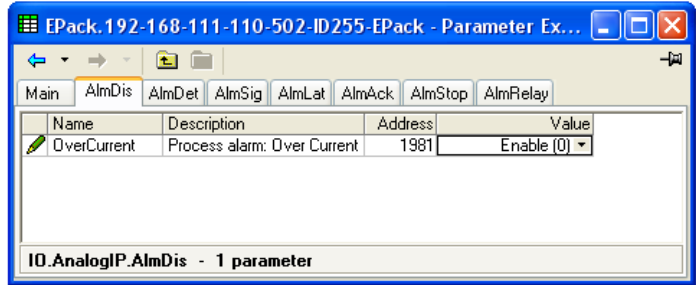 EPack.192-168-111-110-502-ID255-EPack - Parameter Ex...
Main AlmDis AlmDet AlmSig AlmLat AlmAck AlmStop AlmRelay
Name Description Address Value
OverCurrent Process alarm: Over Current 1981 Enable (0)
IO.AnalogIP.AlmDis - 1 parameter